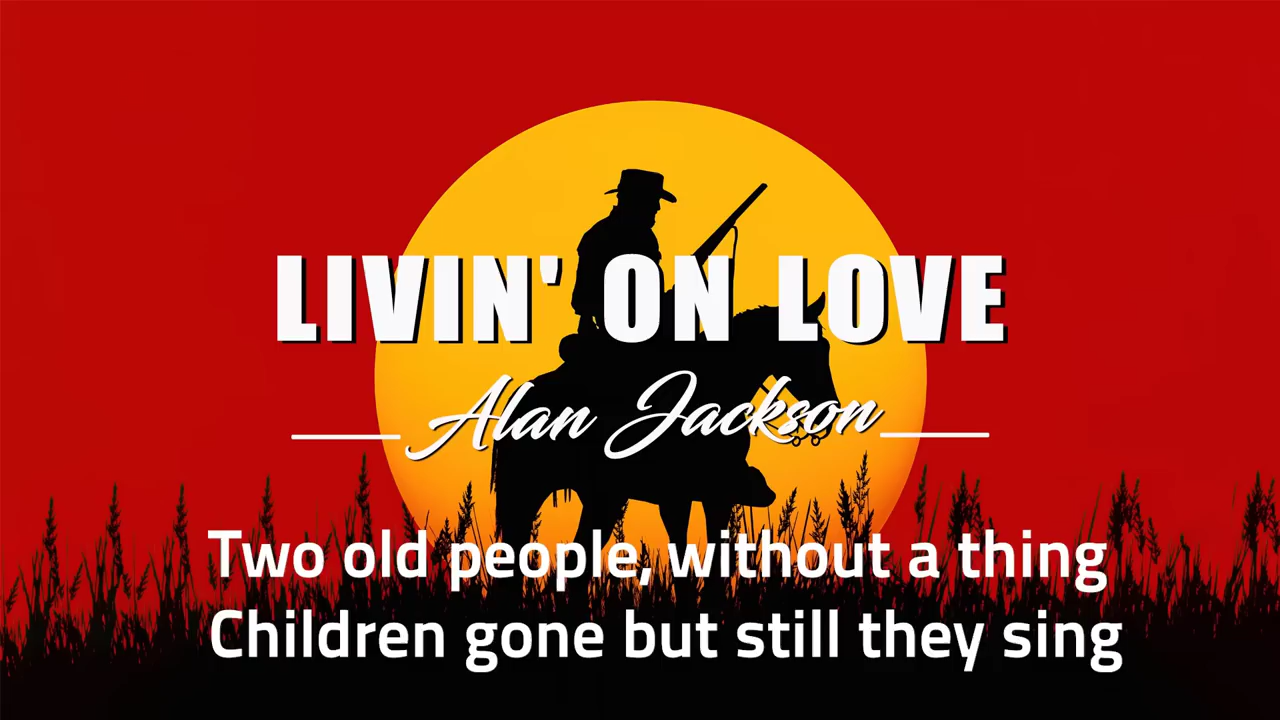 LIVIN' ON LOVE
Alan Jackson
Two old people, without a thing
Children gone but still they sing